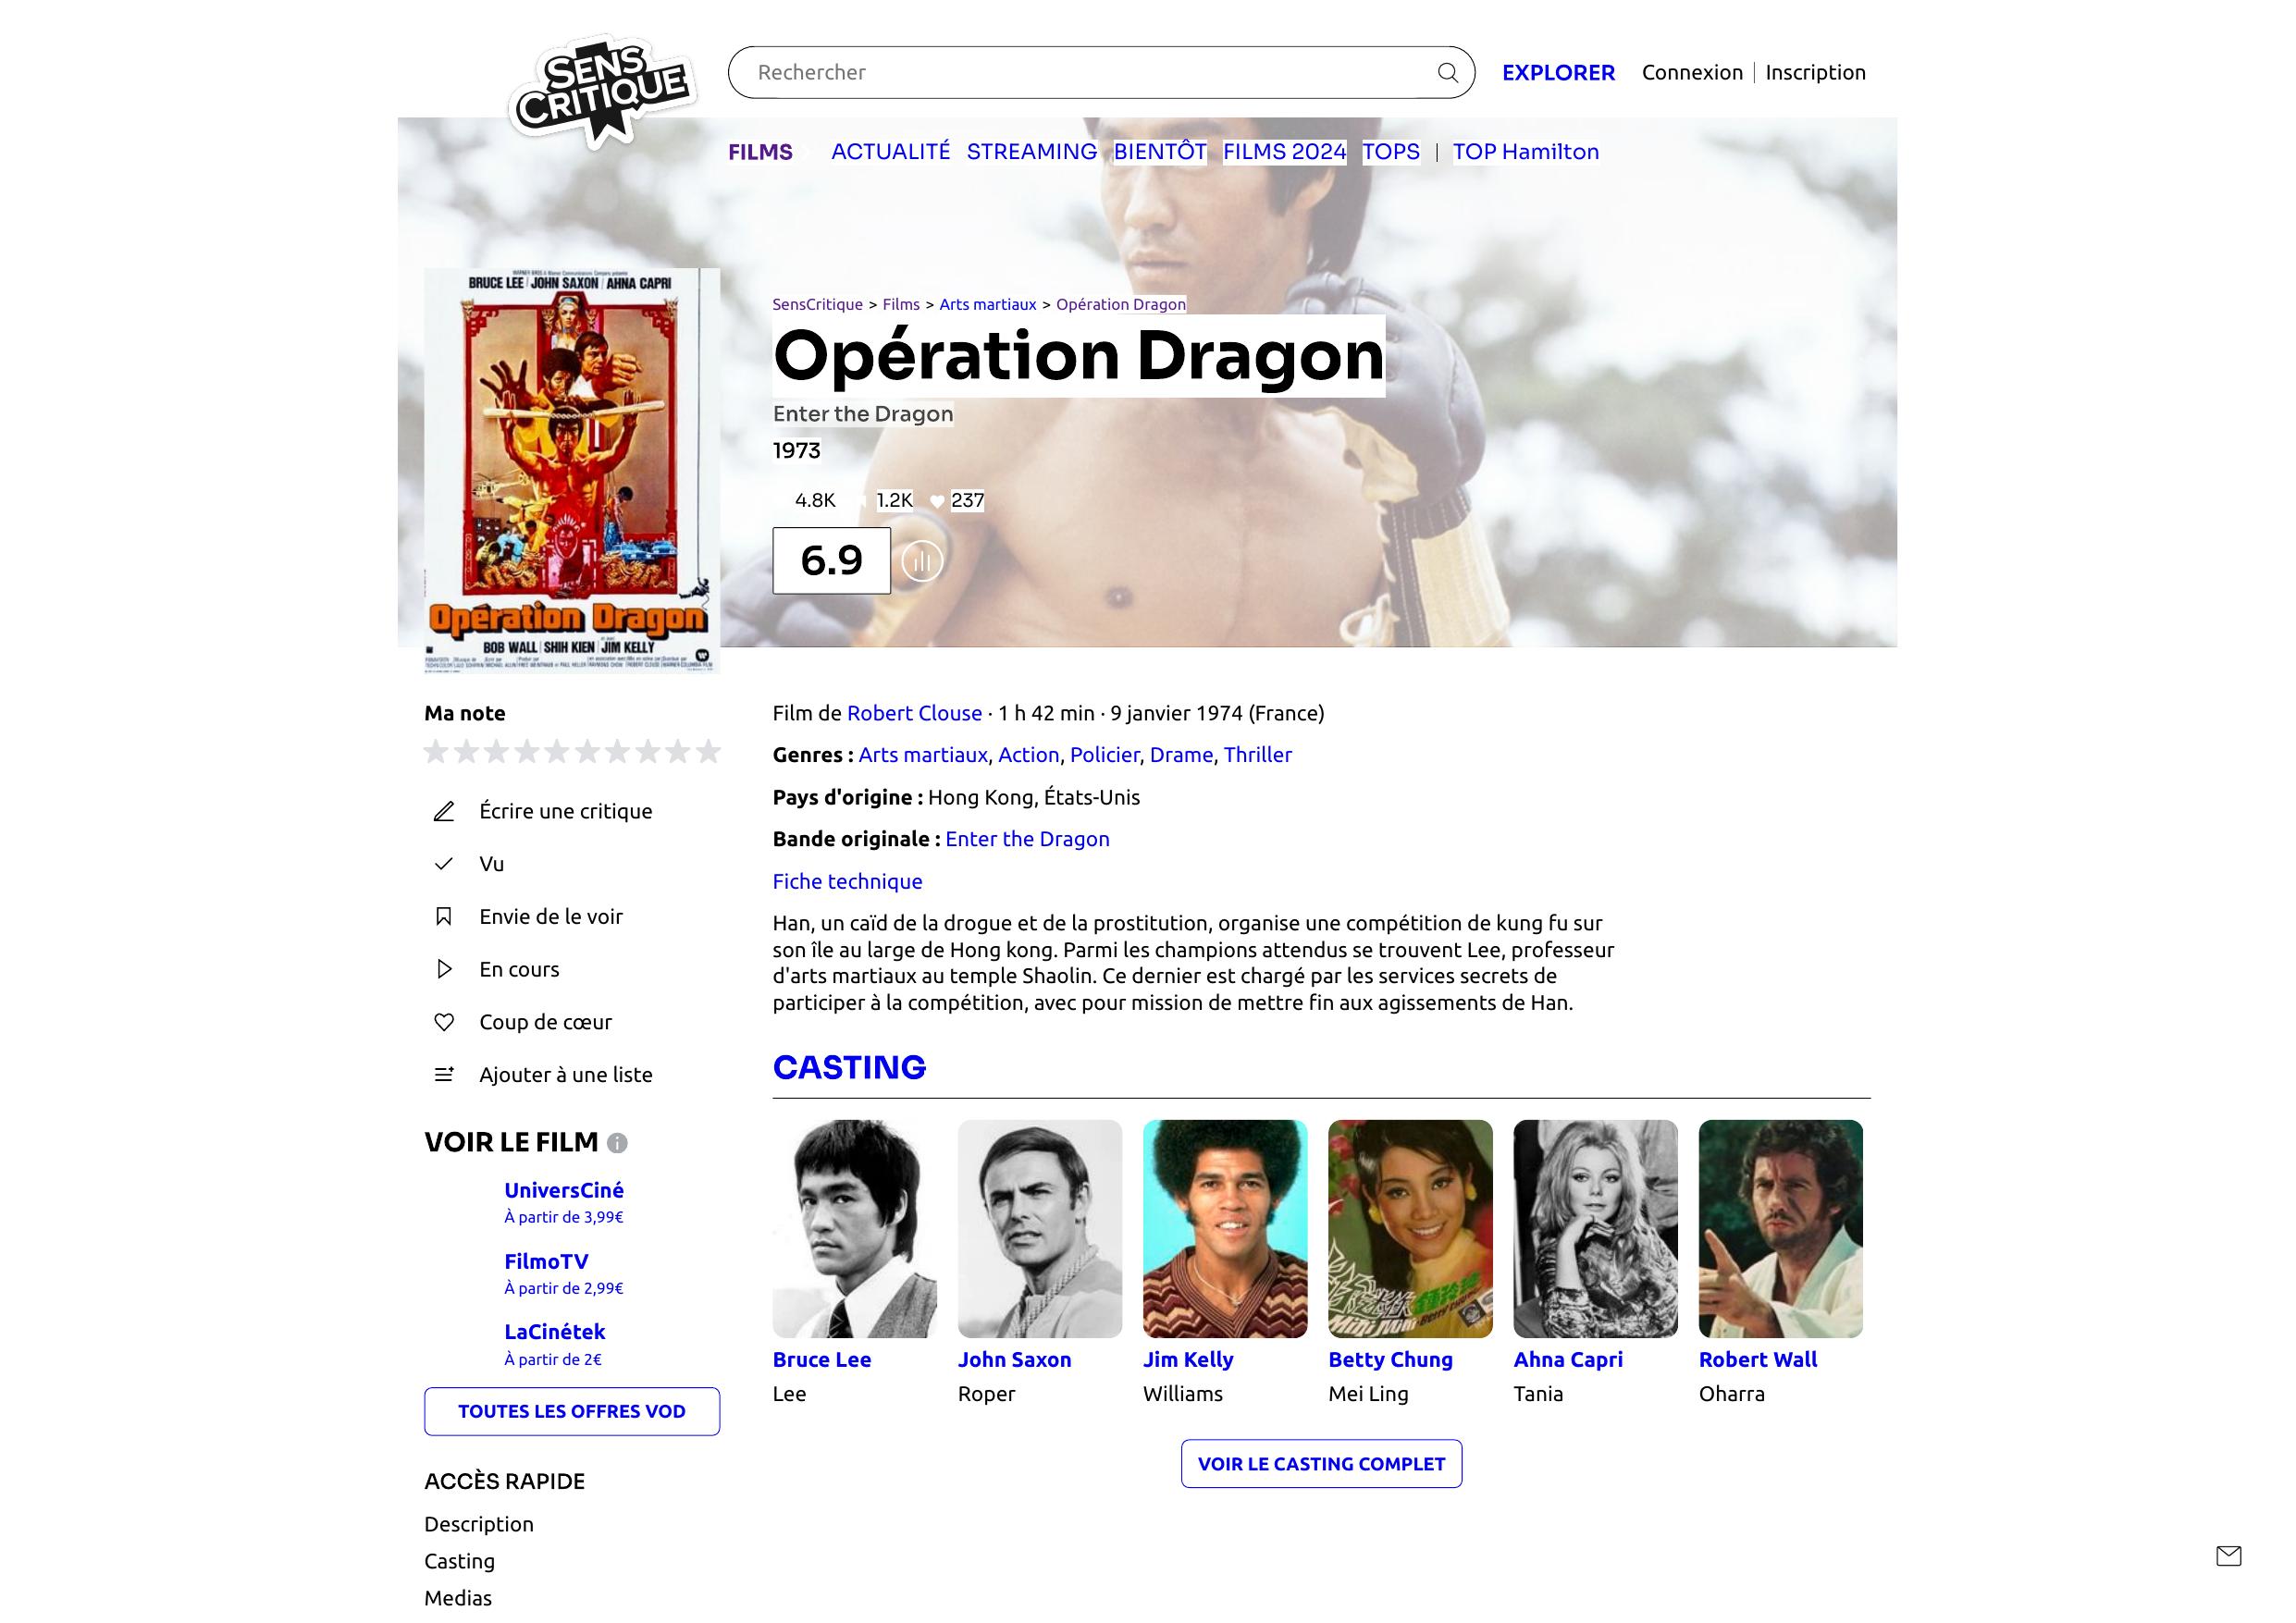 SENS
CRITIQUE
Rechercher
EXPLORER
Connexion | Inscription
FILMS
ACTUALITÉ STREAMING BIENTÔT FILMS 2024 TOPS | TOP Hamilton
BRUCE LEE / JOHN SAXON / AHNA CAPRI
Opération Dragon
BOB WALL | SHIH KIEN | JIM KELLY
SensCritique > Films > Arts martiaux > Opération Dragon
Opération Dragon
Enter the Dragon
1973
4.8K 1.2K 237
6.9
Ma note
Écrire une critique
Vu
Envie de le voir
En cours
Coup de cœur
Ajouter à une liste
VOIR LE FILM
UniversCiné
À partir de 3,99€
FilmoTV
À partir de 2,99€
LaCinétek
À partir de 2€
TOUTES LES OFFRES VOD
ACCÈS RAPIDE
Description
Casting
Medias
Film de Robert Clouse · 1 h 42 min · 9 janvier 1974 (France)
Genres : Arts martiaux, Action, Policier, Drame, Thriller
Pays d'origine : Hong Kong, États-Unis
Bande originale : Enter the Dragon
Fiche technique
Han, un caïd de la drogue et de la prostitution, organise une compétition de kung fu sur
son île au large de Hong kong. Parmi les champions attendus se trouvent Lee, professeur
d'arts martiaux au temple Shaolin. Ce dernier est chargé par les services secrets de
participer à la compétition, avec pour mission de mettre fin aux agissements de Han.
CASTING
Bruce Lee
Lee
John Saxon
Roper
Jim Kelly
Williams
Betty Chung
Mei Ling
Ahna Capri
Tania
Robert Wall
Oharra
VOIR LE CASTING COMPLET